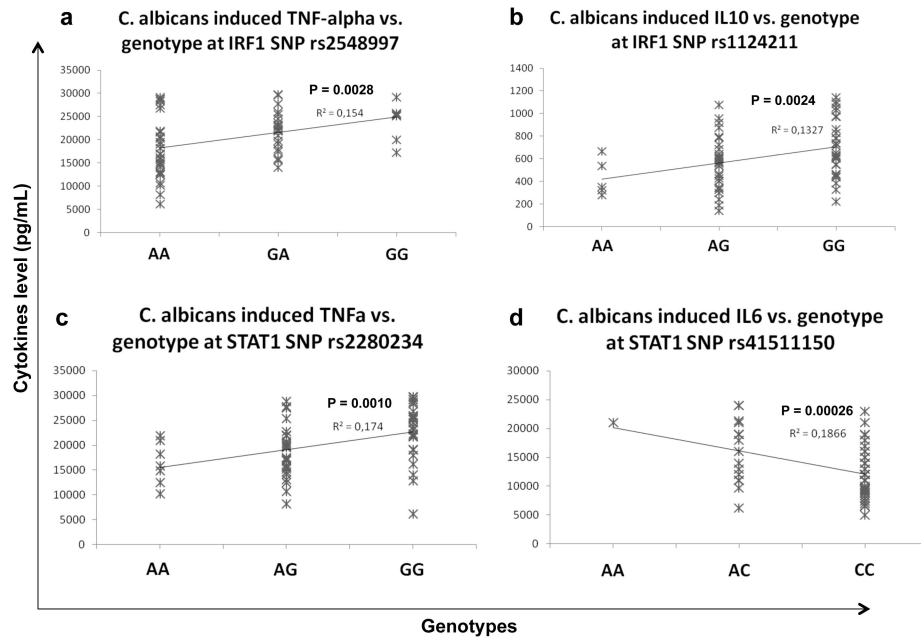 a
C. albicans induced TNF-alpha vs.
genotype at IRF1 SNP rs2548997
35000
30000
25000
20000
15000
10000
5000
0
P = 0.0028
R² = 0,154
AA GA GG
b
C. albicans induced IL10 vs. genotype
at IRF1 SNP rs1124211
1400
1200
1000
800
600
400
200
0
P = 0.0024
R² = 0,1327
AA AG GG
Cytokines level (pg/mL)
c
C. albicans induced TNFa vs.
genotype at STAT1 SNP rs2280234
35000
30000
25000
20000
15000
10000
5000
0
P = 0.0010
R² = 0,174
AA AG GG
d
C. albicans induced IL6 vs. genotype
at STAT1 SNP rs41511150
30000
25000
20000
15000
10000
5000
0
P = 0.00026
R² = 0,1866
AA AC CC
Genotypes